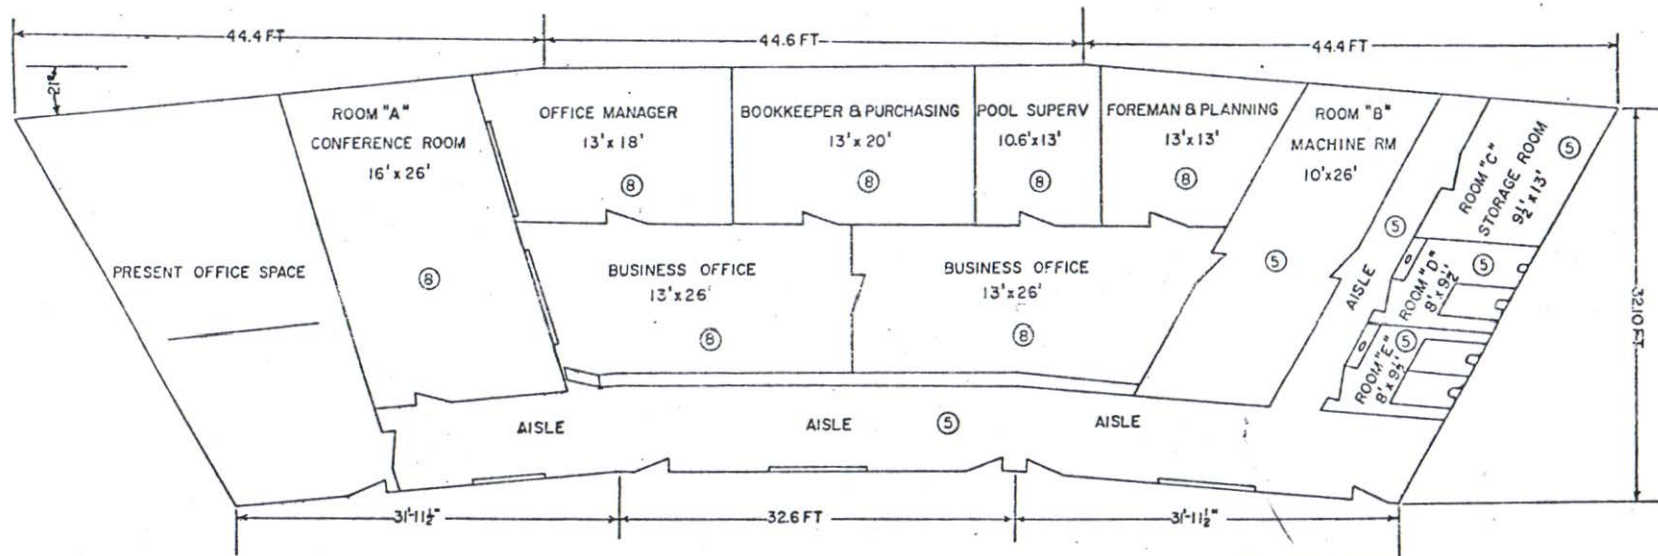 44.4 FT
44.6 FT
44.4 FT
21"
ROOM "A"
CONFERENCE ROOM
16' x 26'
8
OFFICE MANAGER
13' x 18'
8
BOOKKEEPER & PURCHASING
13' x 20'
8
POOL SUPERV
10.6' x 13'
8
FOREMAN & PLANNING
13' x 13'
8
ROOM "B"
MACHINE RM
10' x 26'
5
ROOM "C"
STORAGE ROOM
9½' x 13'
5
PRESENT OFFICE SPACE
BUSINESS OFFICE
13' x 26'
8
BUSINESS OFFICE
13' x 26'
8
AISLE
5
ROOM "D"
8' x 9½'
5
ROOM "E"
8' x 9½'
5
32.10 FT
AISLE
AISLE
5
AISLE
31'-11½"
32.6 FT
31'-11½"